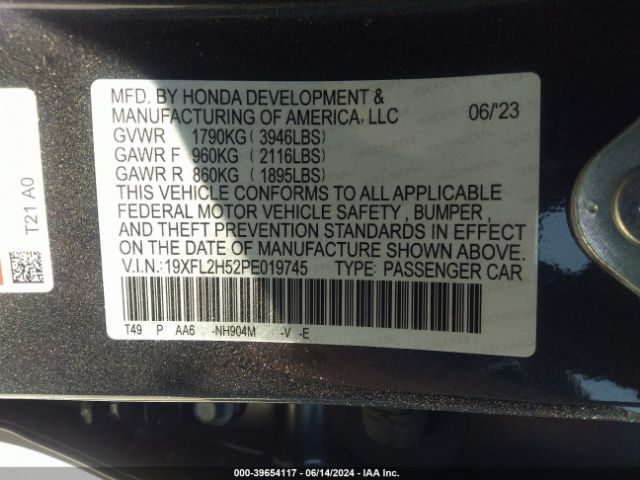 MFD. BY HONDA DEVELOPMENT &
MANUFACTURING OF AMERICA, LLC 06/'23
GVWR 1790KG ( 3946LBS)
GAWR F 960KG ( 2116LBS)
GAWR R 860KG ( 1895LBS)
THIS VEHICLE CONFORMS TO ALL APPLICABLE
FEDERAL MOTOR VEHICLE SAFETY , BUMPER ,
AND THEFT PREVENTION STANDARDS IN EFFECT
ON THE DATE OF MANUFACTURE SHOWN ABOVE.
V.I.N.: 19XFL2H52PE019745 TYPE: PASSENGER CAR
T49 P AA6 -NH904M -V -E
T21 A0
000-39654117 - 06/14/2024 - IAA Inc.